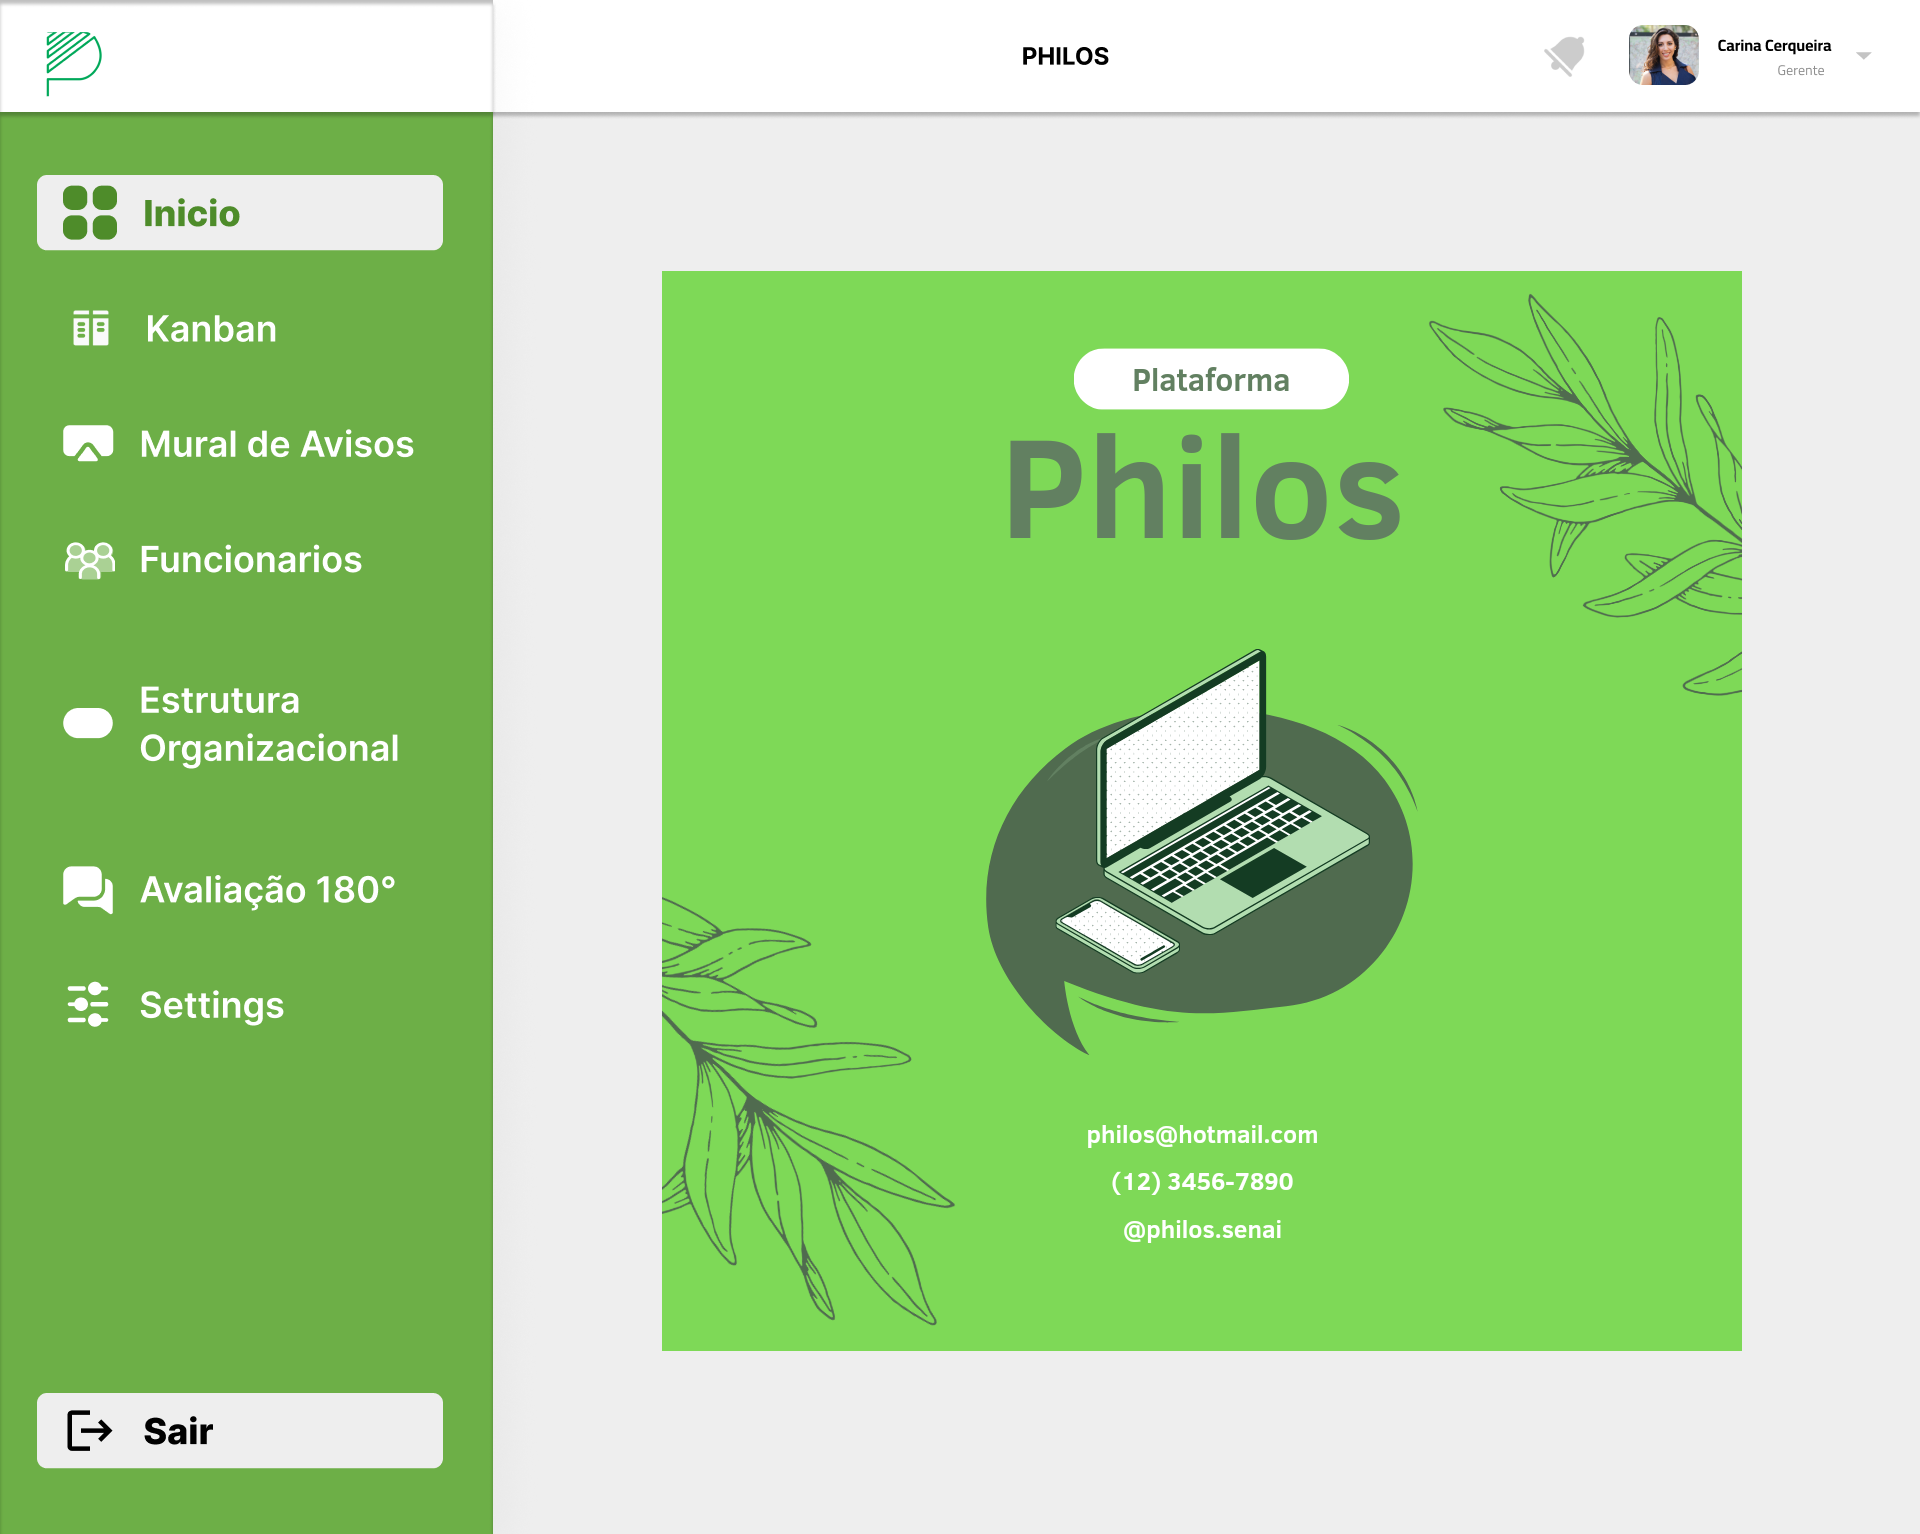 PHILOS
Carina Cerqueira
Gerente
Inicio
Kanban
Mural de Avisos
Funcionarios
Estrutura
Organizacional
Avaliação 180°
Settings
Sair
Plataforma
Philos
philos@hotmail.com
(12) 3456-7890
@philos.senai